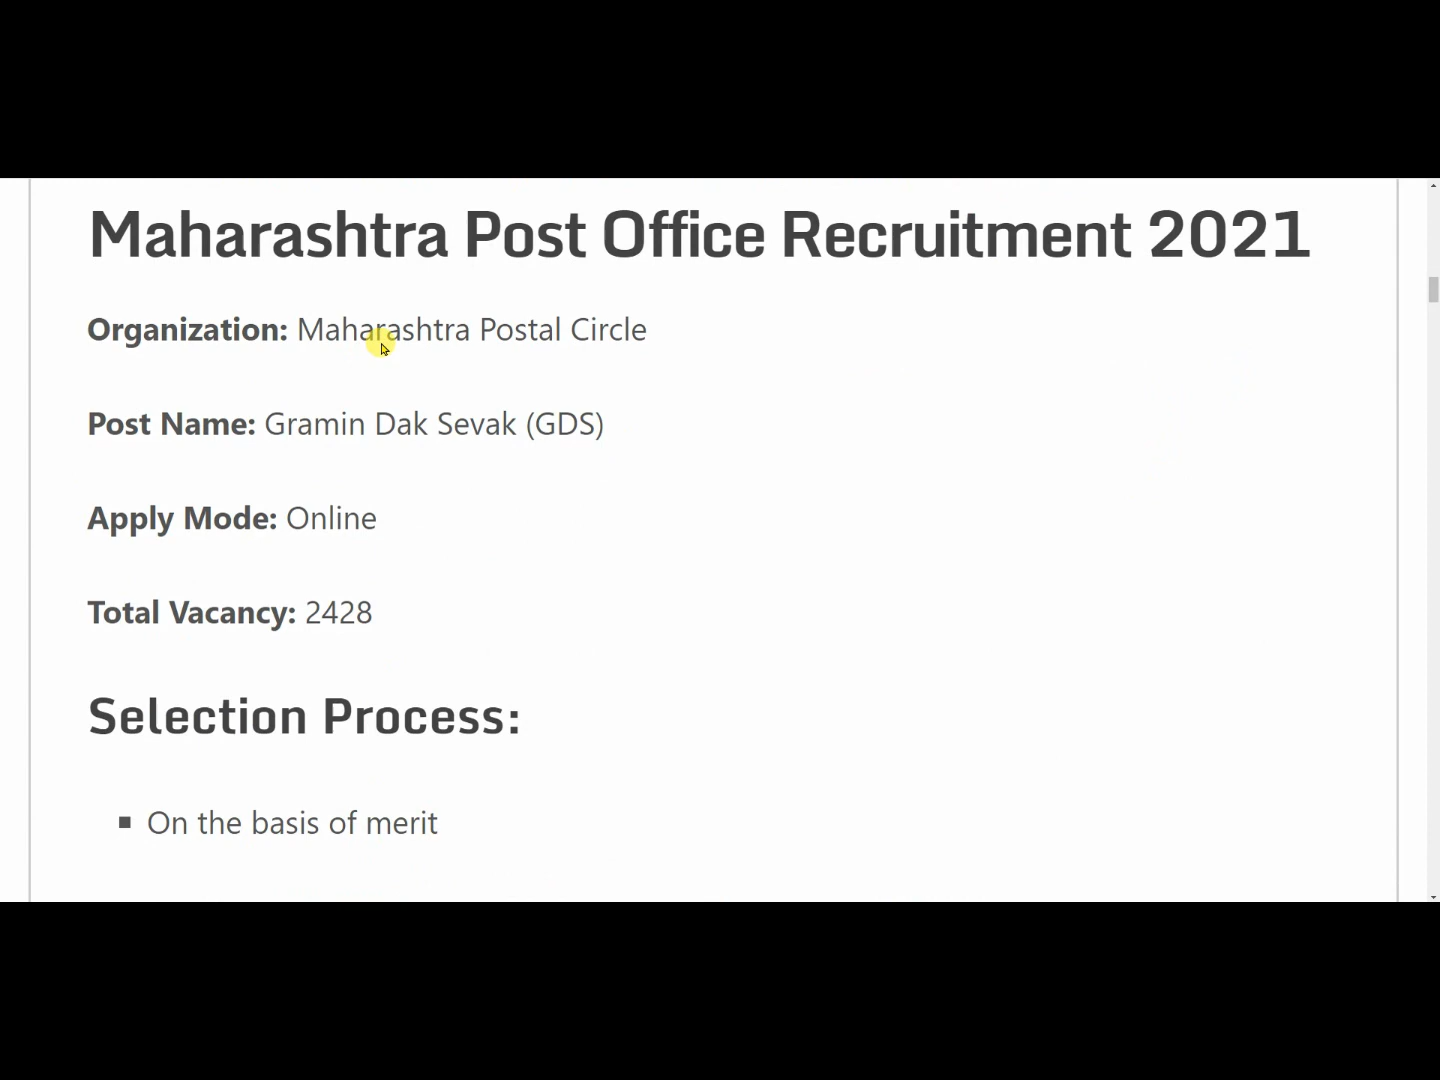 Maharashtra Post Office Recruitment 2021
Organization: Maharashtra Postal Circle
Post Name: Gramin Dak Sevak (GDS)
Apply Mode: Online
Total Vacancy: 2428
Selection Process:
▪ On the basis of merit